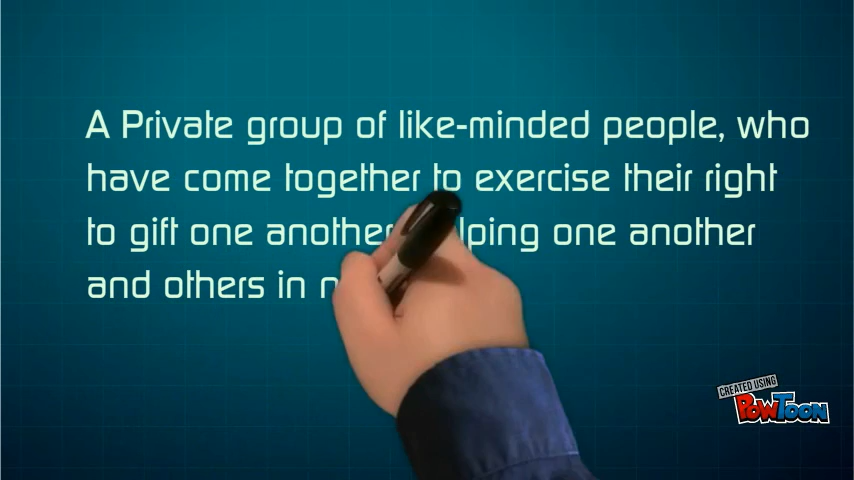 A Private group of like-minded people, who
have come together to exercise their right
to gift one another
one another
and others in
CREATED USING
POWTOON